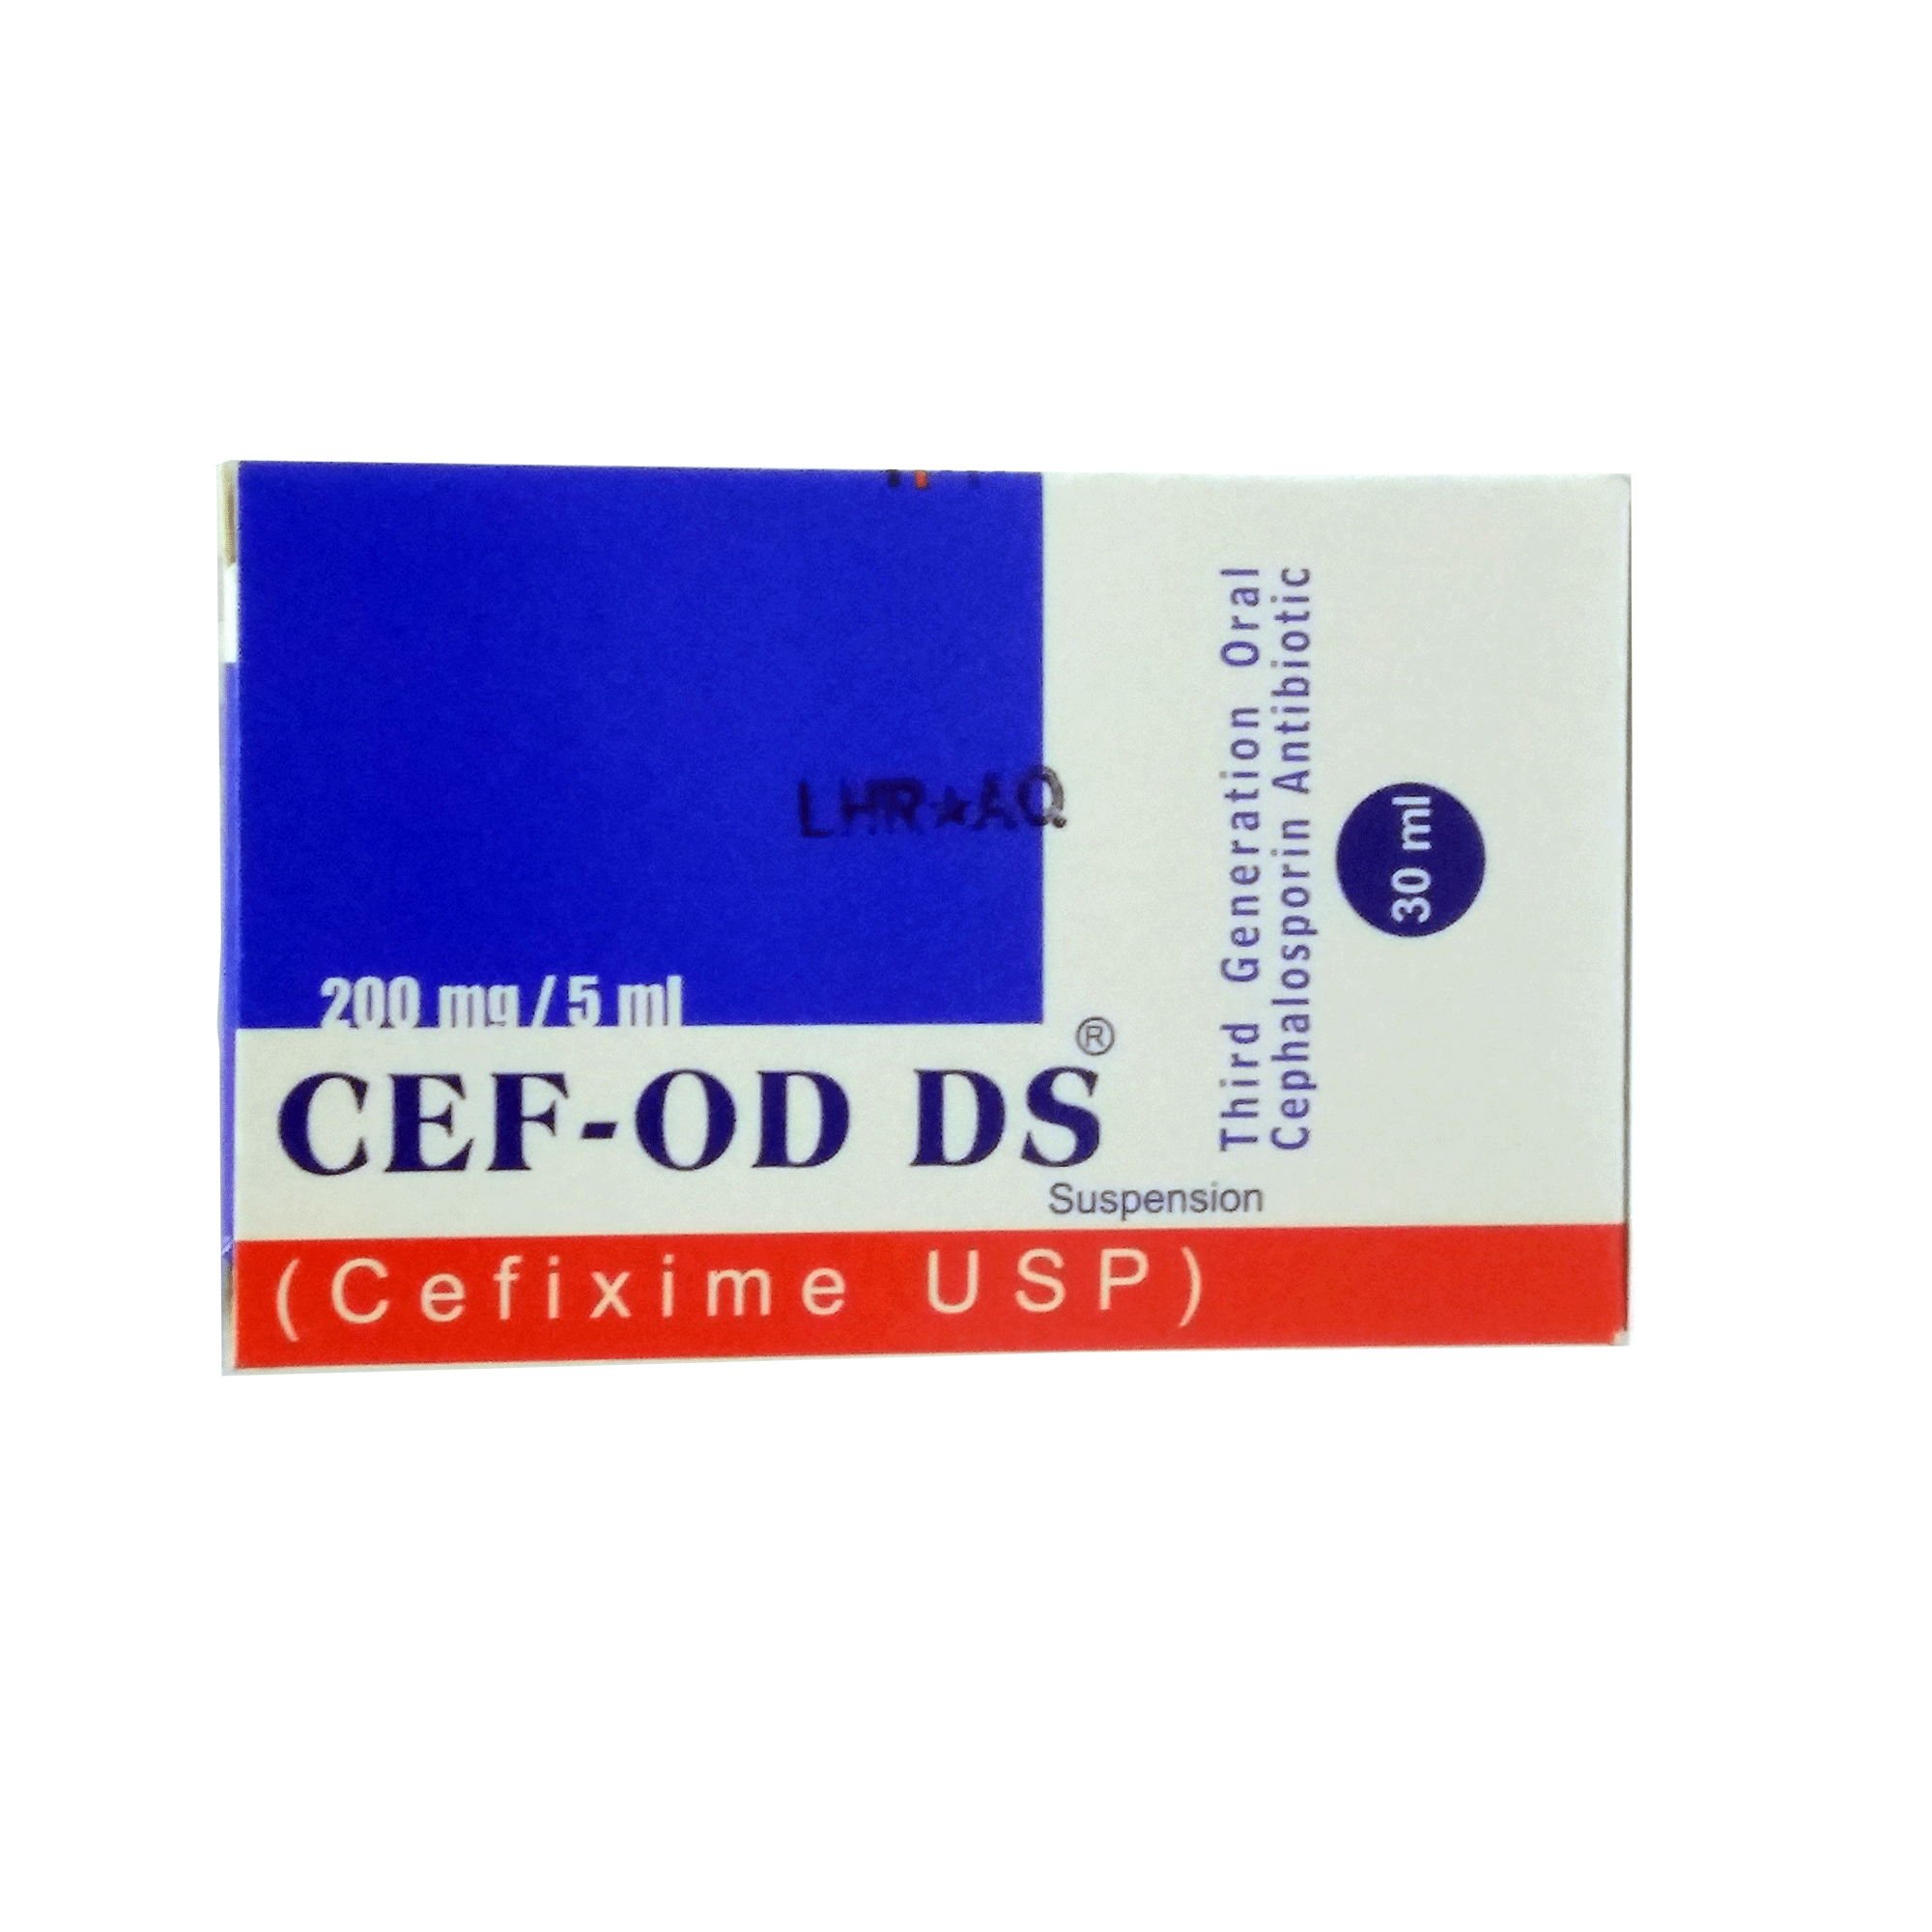 LHR★AQ
200 mg / 5 ml
CEF-OD DS®
Suspension
(Cefixime USP)
Third Generation Oral
Cephalosporin Antibiotic
30 ml